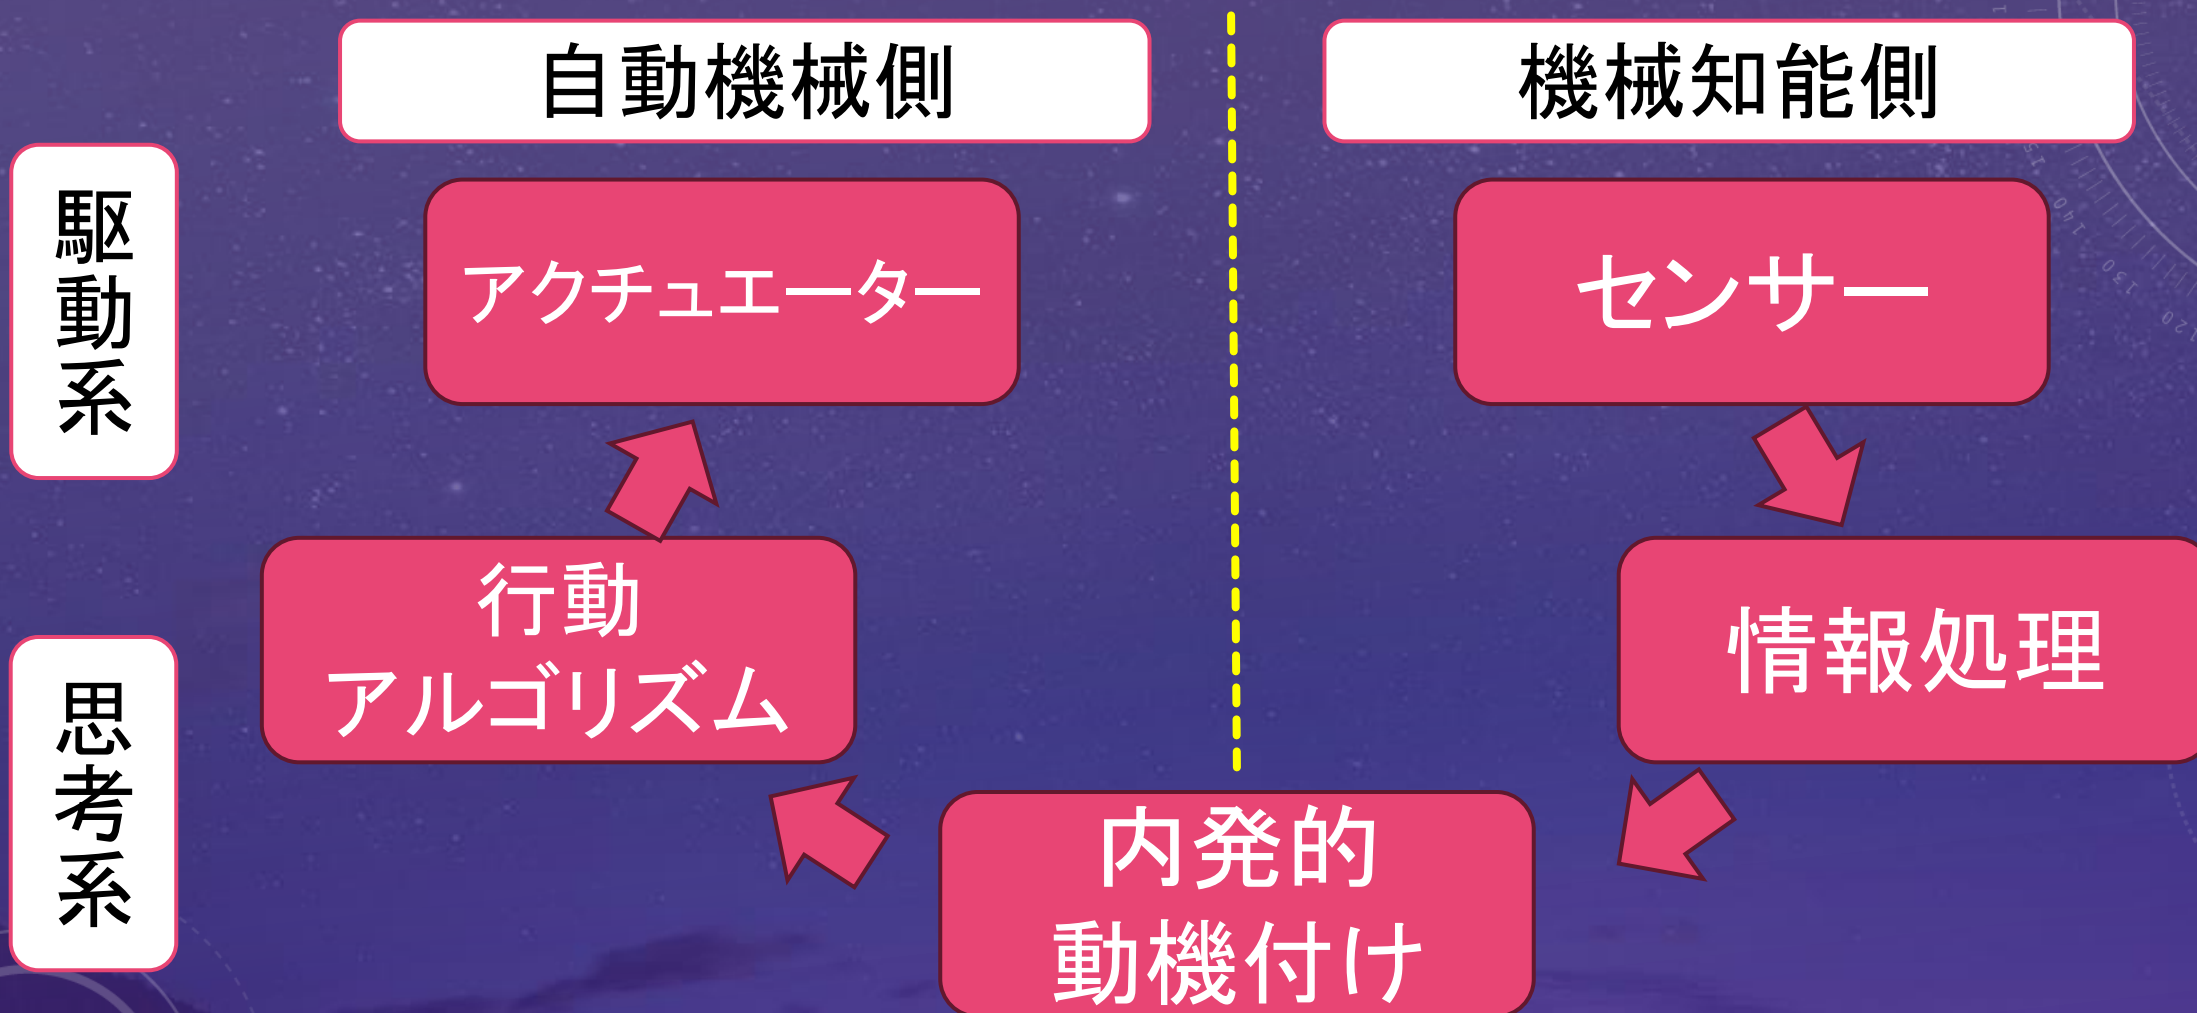 自動機械側
機械知能側
駆動系
アクチュエーター
センサー
行動
アルゴリズム
情報処理
思考系
内発的
動機付け